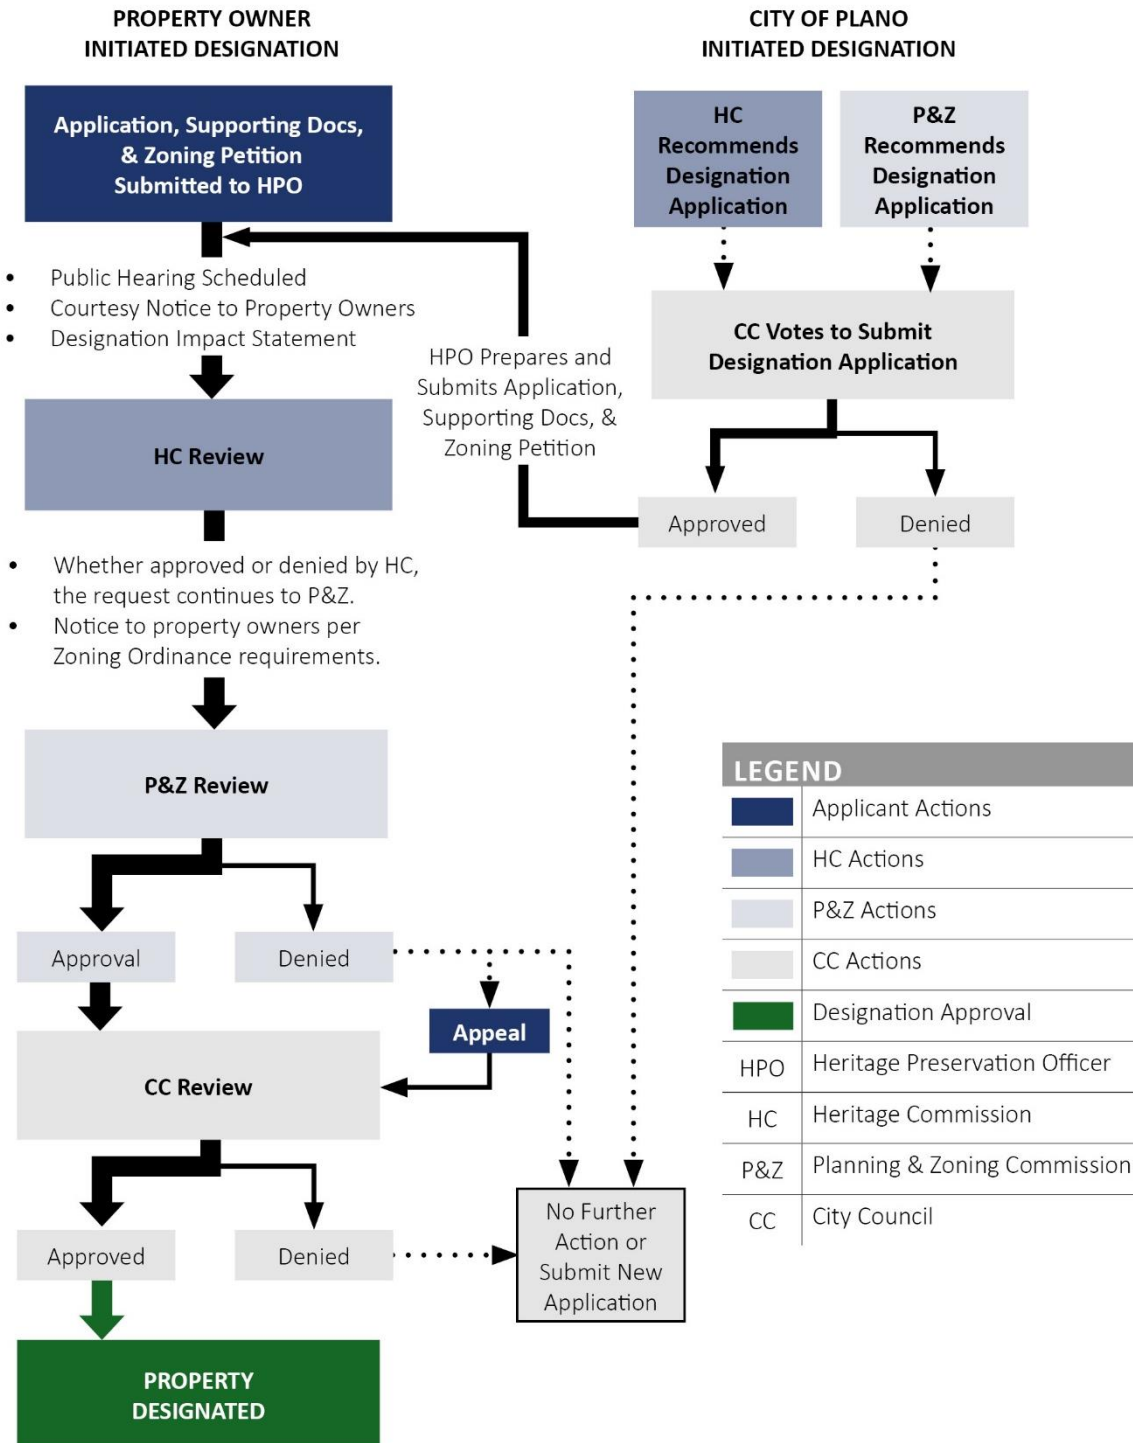 PROPERTY OWNER
INITIATED DESIGNATION
Application, Supporting Docs,
& Zoning Petition
Submitted to HPO
• Public Hearing Scheduled
• Courtesy Notice to Property Owners
• Designation Impact Statement
HC Review
• Whether approved or denied by HC,
the request continues to P&Z.
• Notice to property owners per
Zoning Ordinance requirements.
P&Z Review
Approval
Denied
Appeal
CC Review
Approved
Denied
PROPERTY
DESIGNATED
CITY OF PLANO
INITIATED DESIGNATION
HC
Recommends
Designation
Application
P&Z
Recommends
Designation
Application
CC Votes to Submit
Designation Application
HPO Prepares and
Submits Application,
Supporting Docs, &
Zoning Petition
Approved
Denied
No Further
Action or
Submit New
Application
LEGEND
Applicant Actions
HC Actions
P&Z Actions
CC Actions
Designation Approval
HPO Heritage Preservation Officer
HC Heritage Commission
P&Z Planning & Zoning Commission
CC City Council